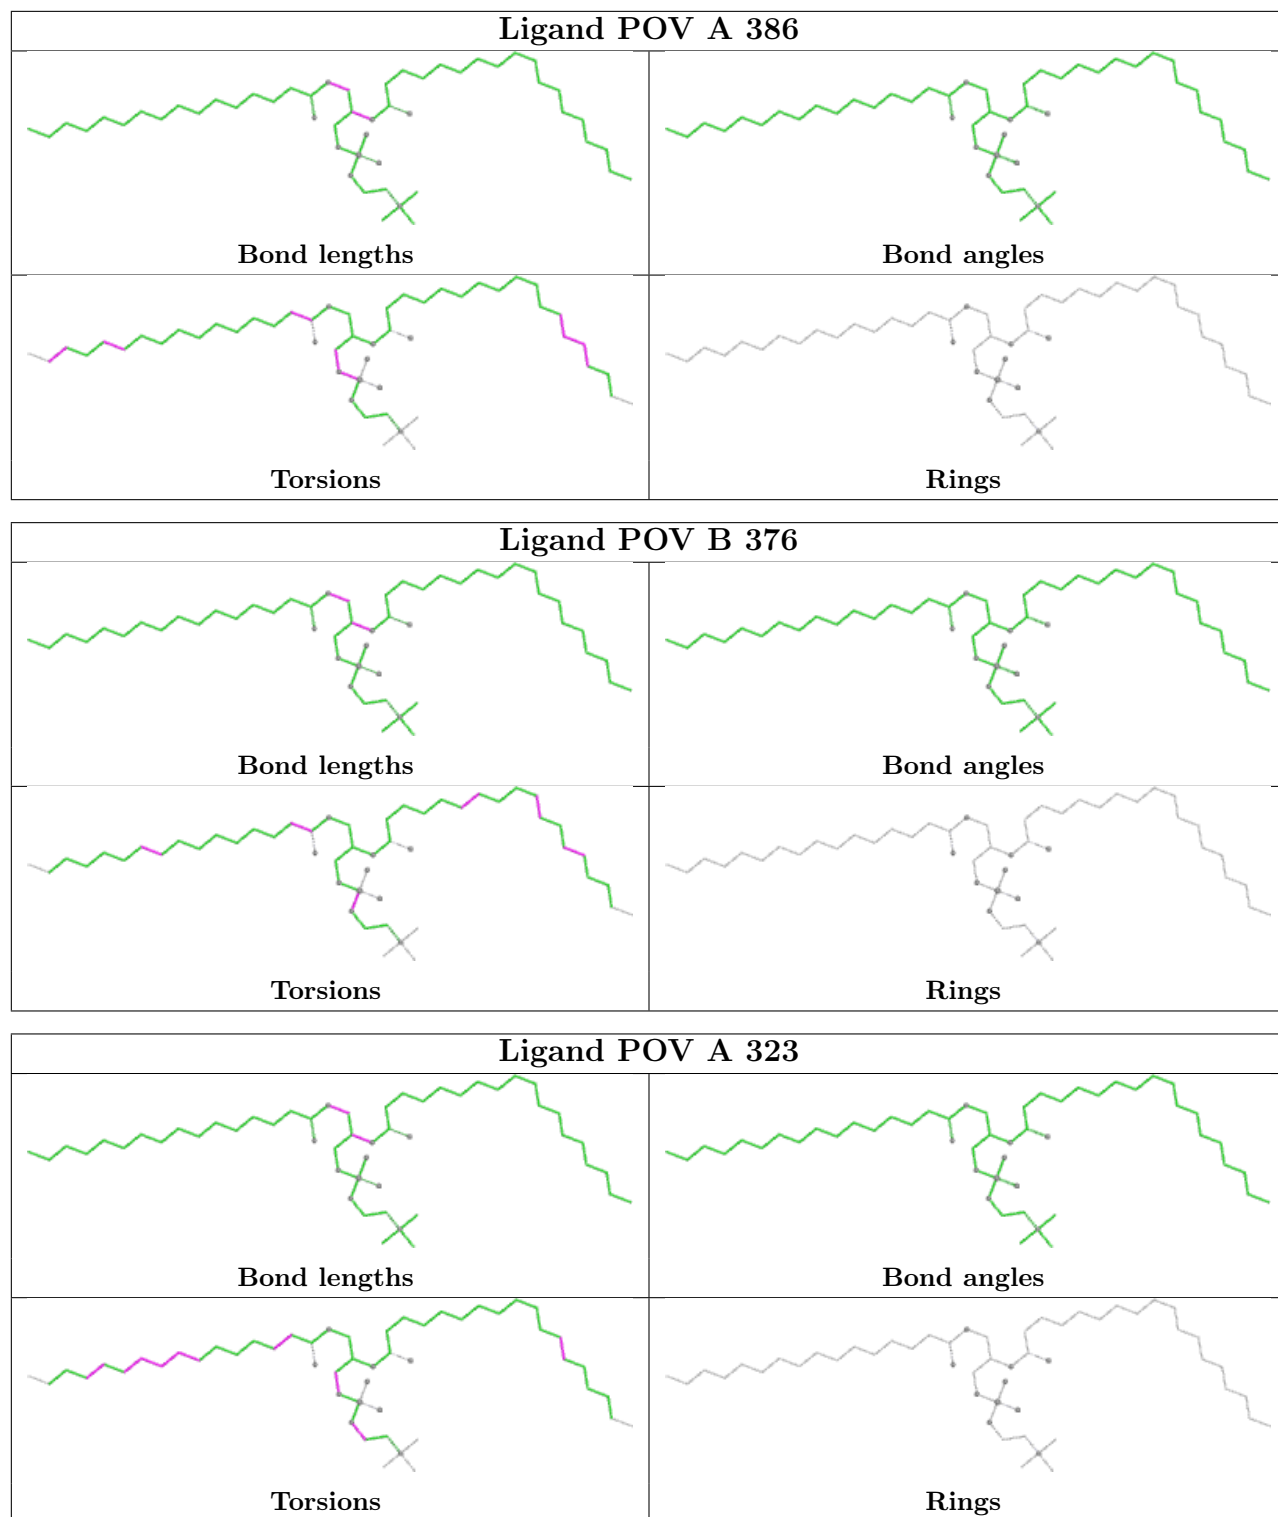 Ligand POV A 386
Bond lengths
Bond angles
Torsions
Rings
Ligand POV B 376
Bond lengths
Bond angles
Torsions
Rings
Ligand POV A 323
Bond lengths
Bond angles
Torsions
Rings